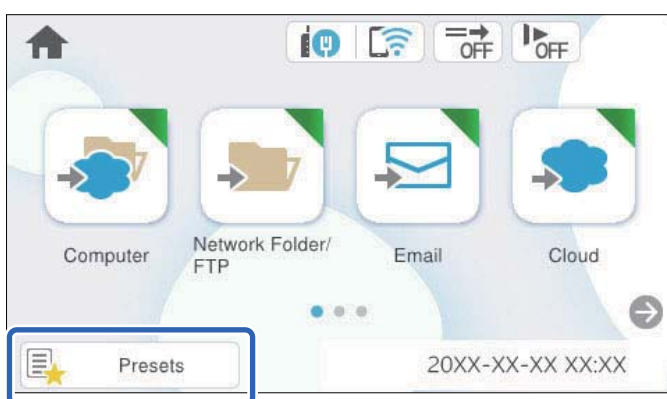 OFF
OFF
Computer
Network Folder/
FTP
Email
Cloud
Presets
20XX-XX-XX XX:XX